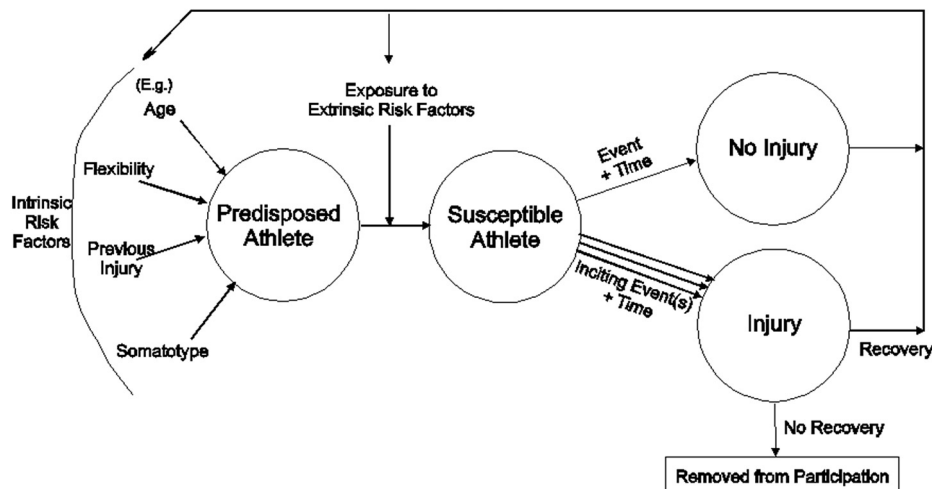 (E.g.)
Age
Flexibility
Intrinsic
Risk
Factors
Previous
Injury
Somatotype
Predisposed
Athlete
Exposure to
Extrinsic Risk Factors
Susceptible
Athlete
Event
+ Time
No Injury
Inciting Event(s)
+ Time
Injury
Recovery
No Recovery
Removed from Participation